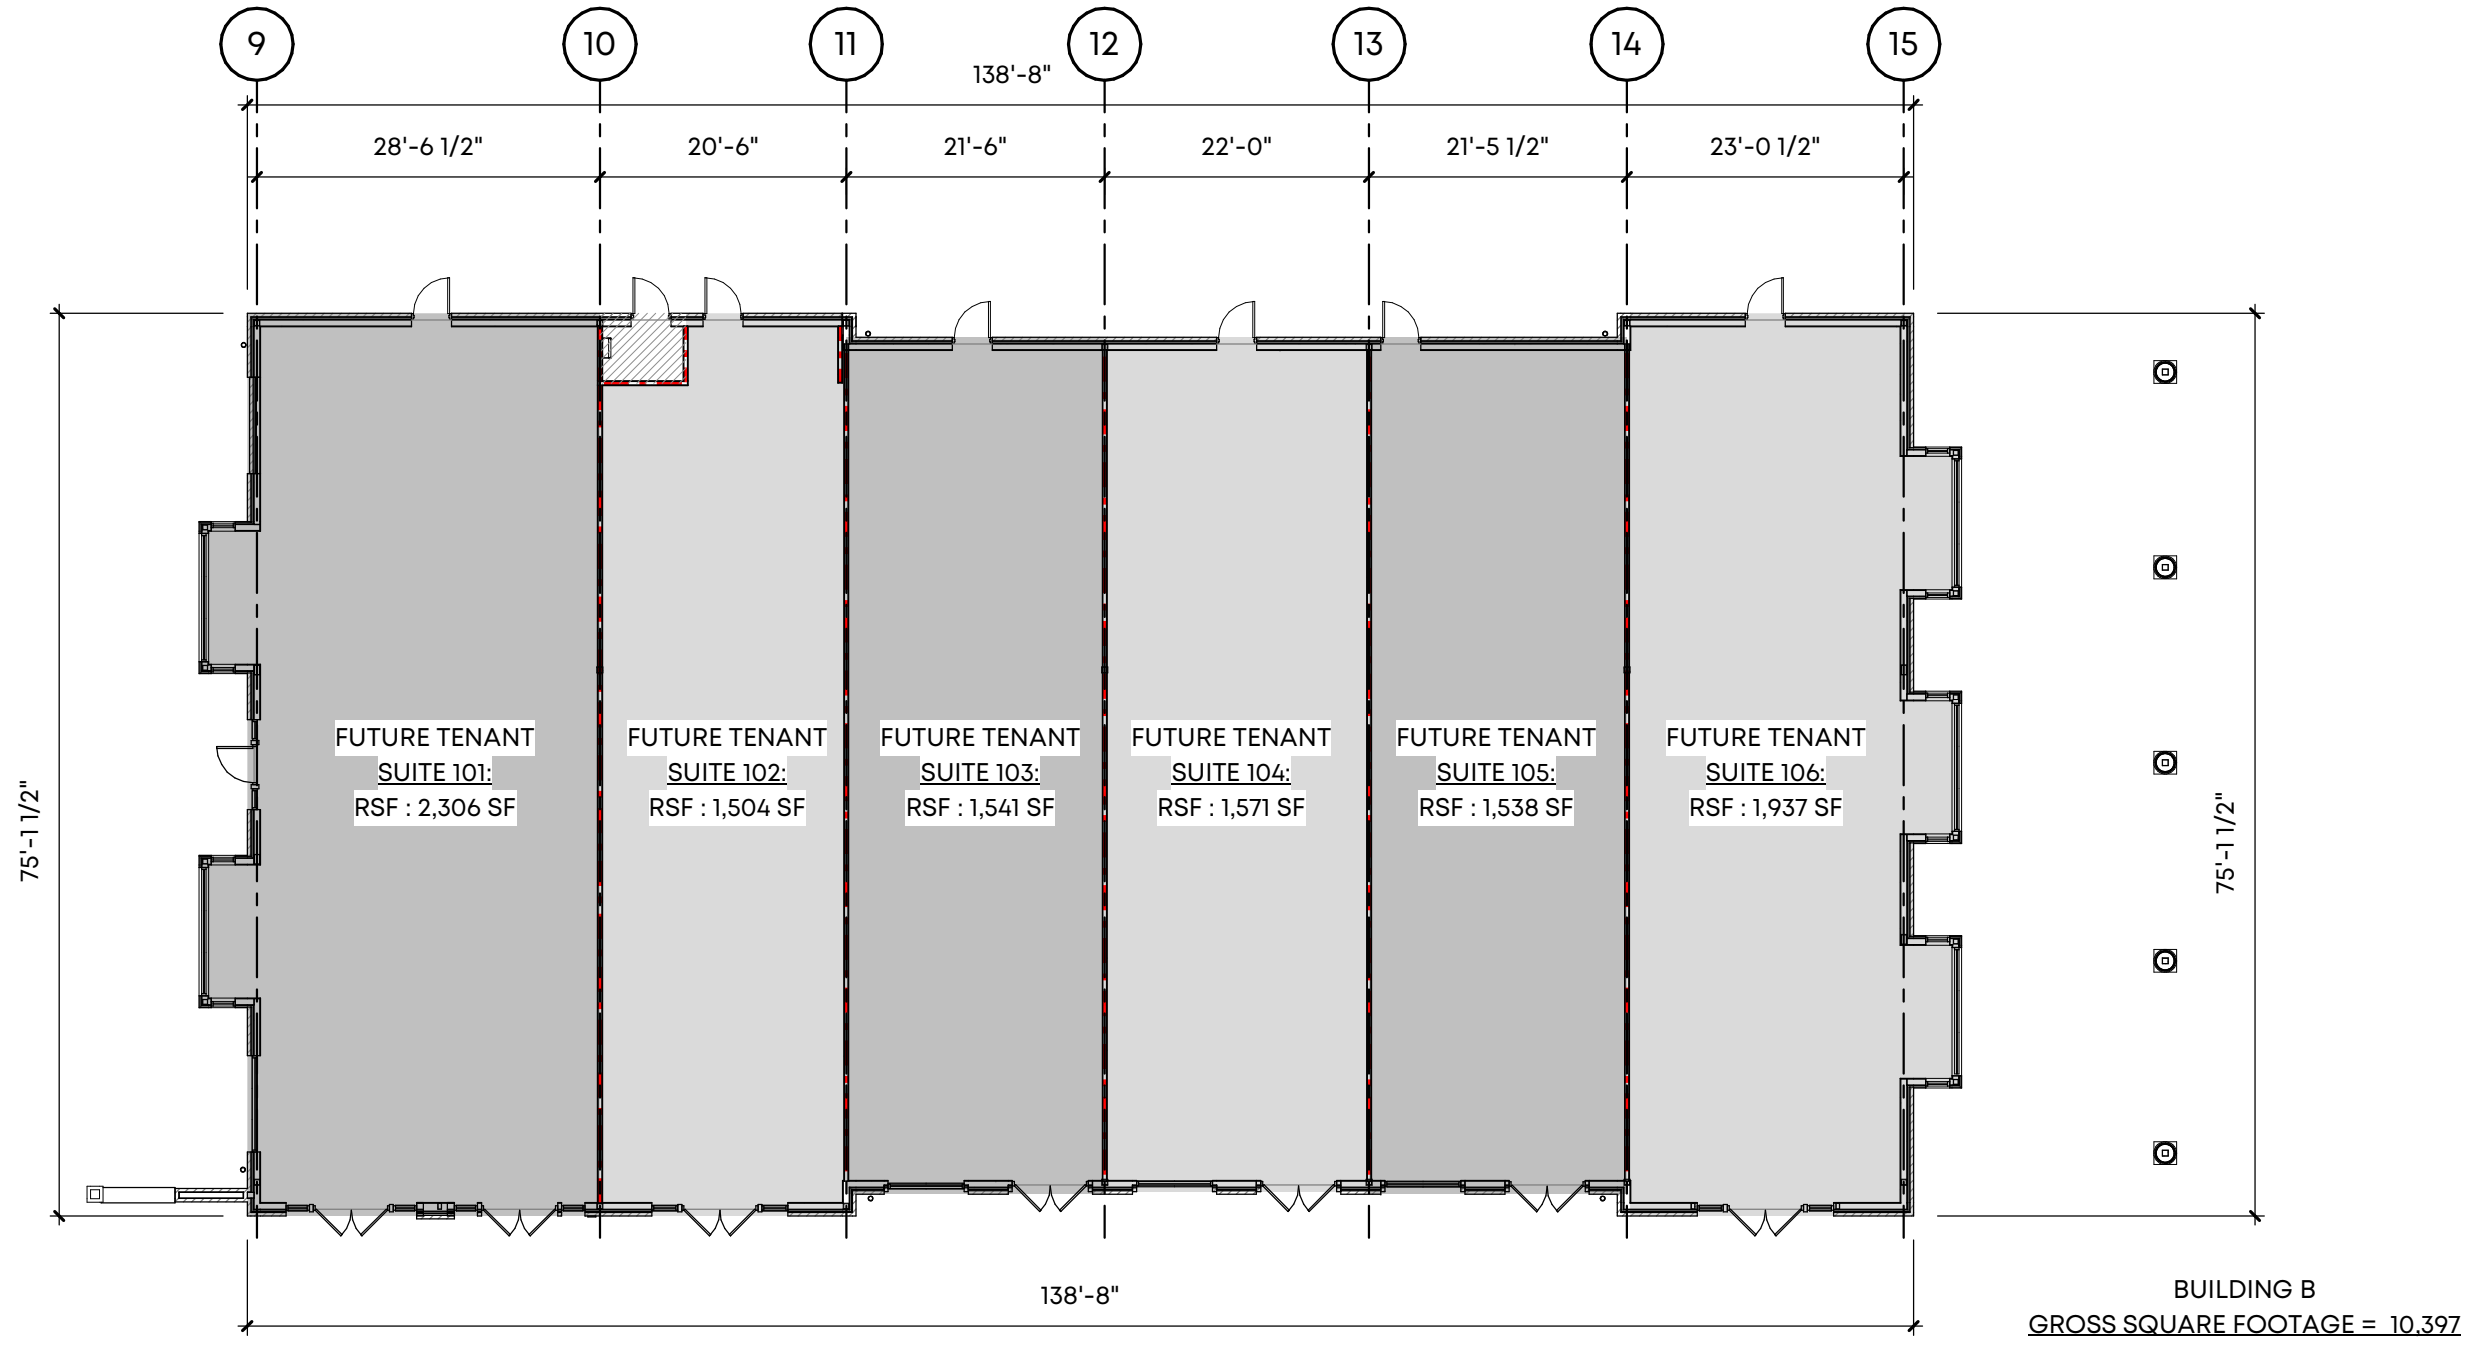 9 10 11 12 13 14 15
138'-8"
28'-6 1/2" 20'-6" 21'-6" 22'-0" 21'-5 1/2" 23'-0 1/2"
FUTURE TENANT
SUITE 101:
RSF : 2,306 SF
FUTURE TENANT
SUITE 102:
RSF : 1,504 SF
FUTURE TENANT
SUITE 103:
RSF : 1,541 SF
FUTURE TENANT
SUITE 104:
RSF : 1,571 SF
FUTURE TENANT
SUITE 105:
RSF : 1,538 SF
FUTURE TENANT
SUITE 106:
RSF : 1,937 SF
75'-1 1/2"
75'-1 1/2"
138'-8"
BUILDING B
GROSS SQUARE FOOTAGE = 10,397